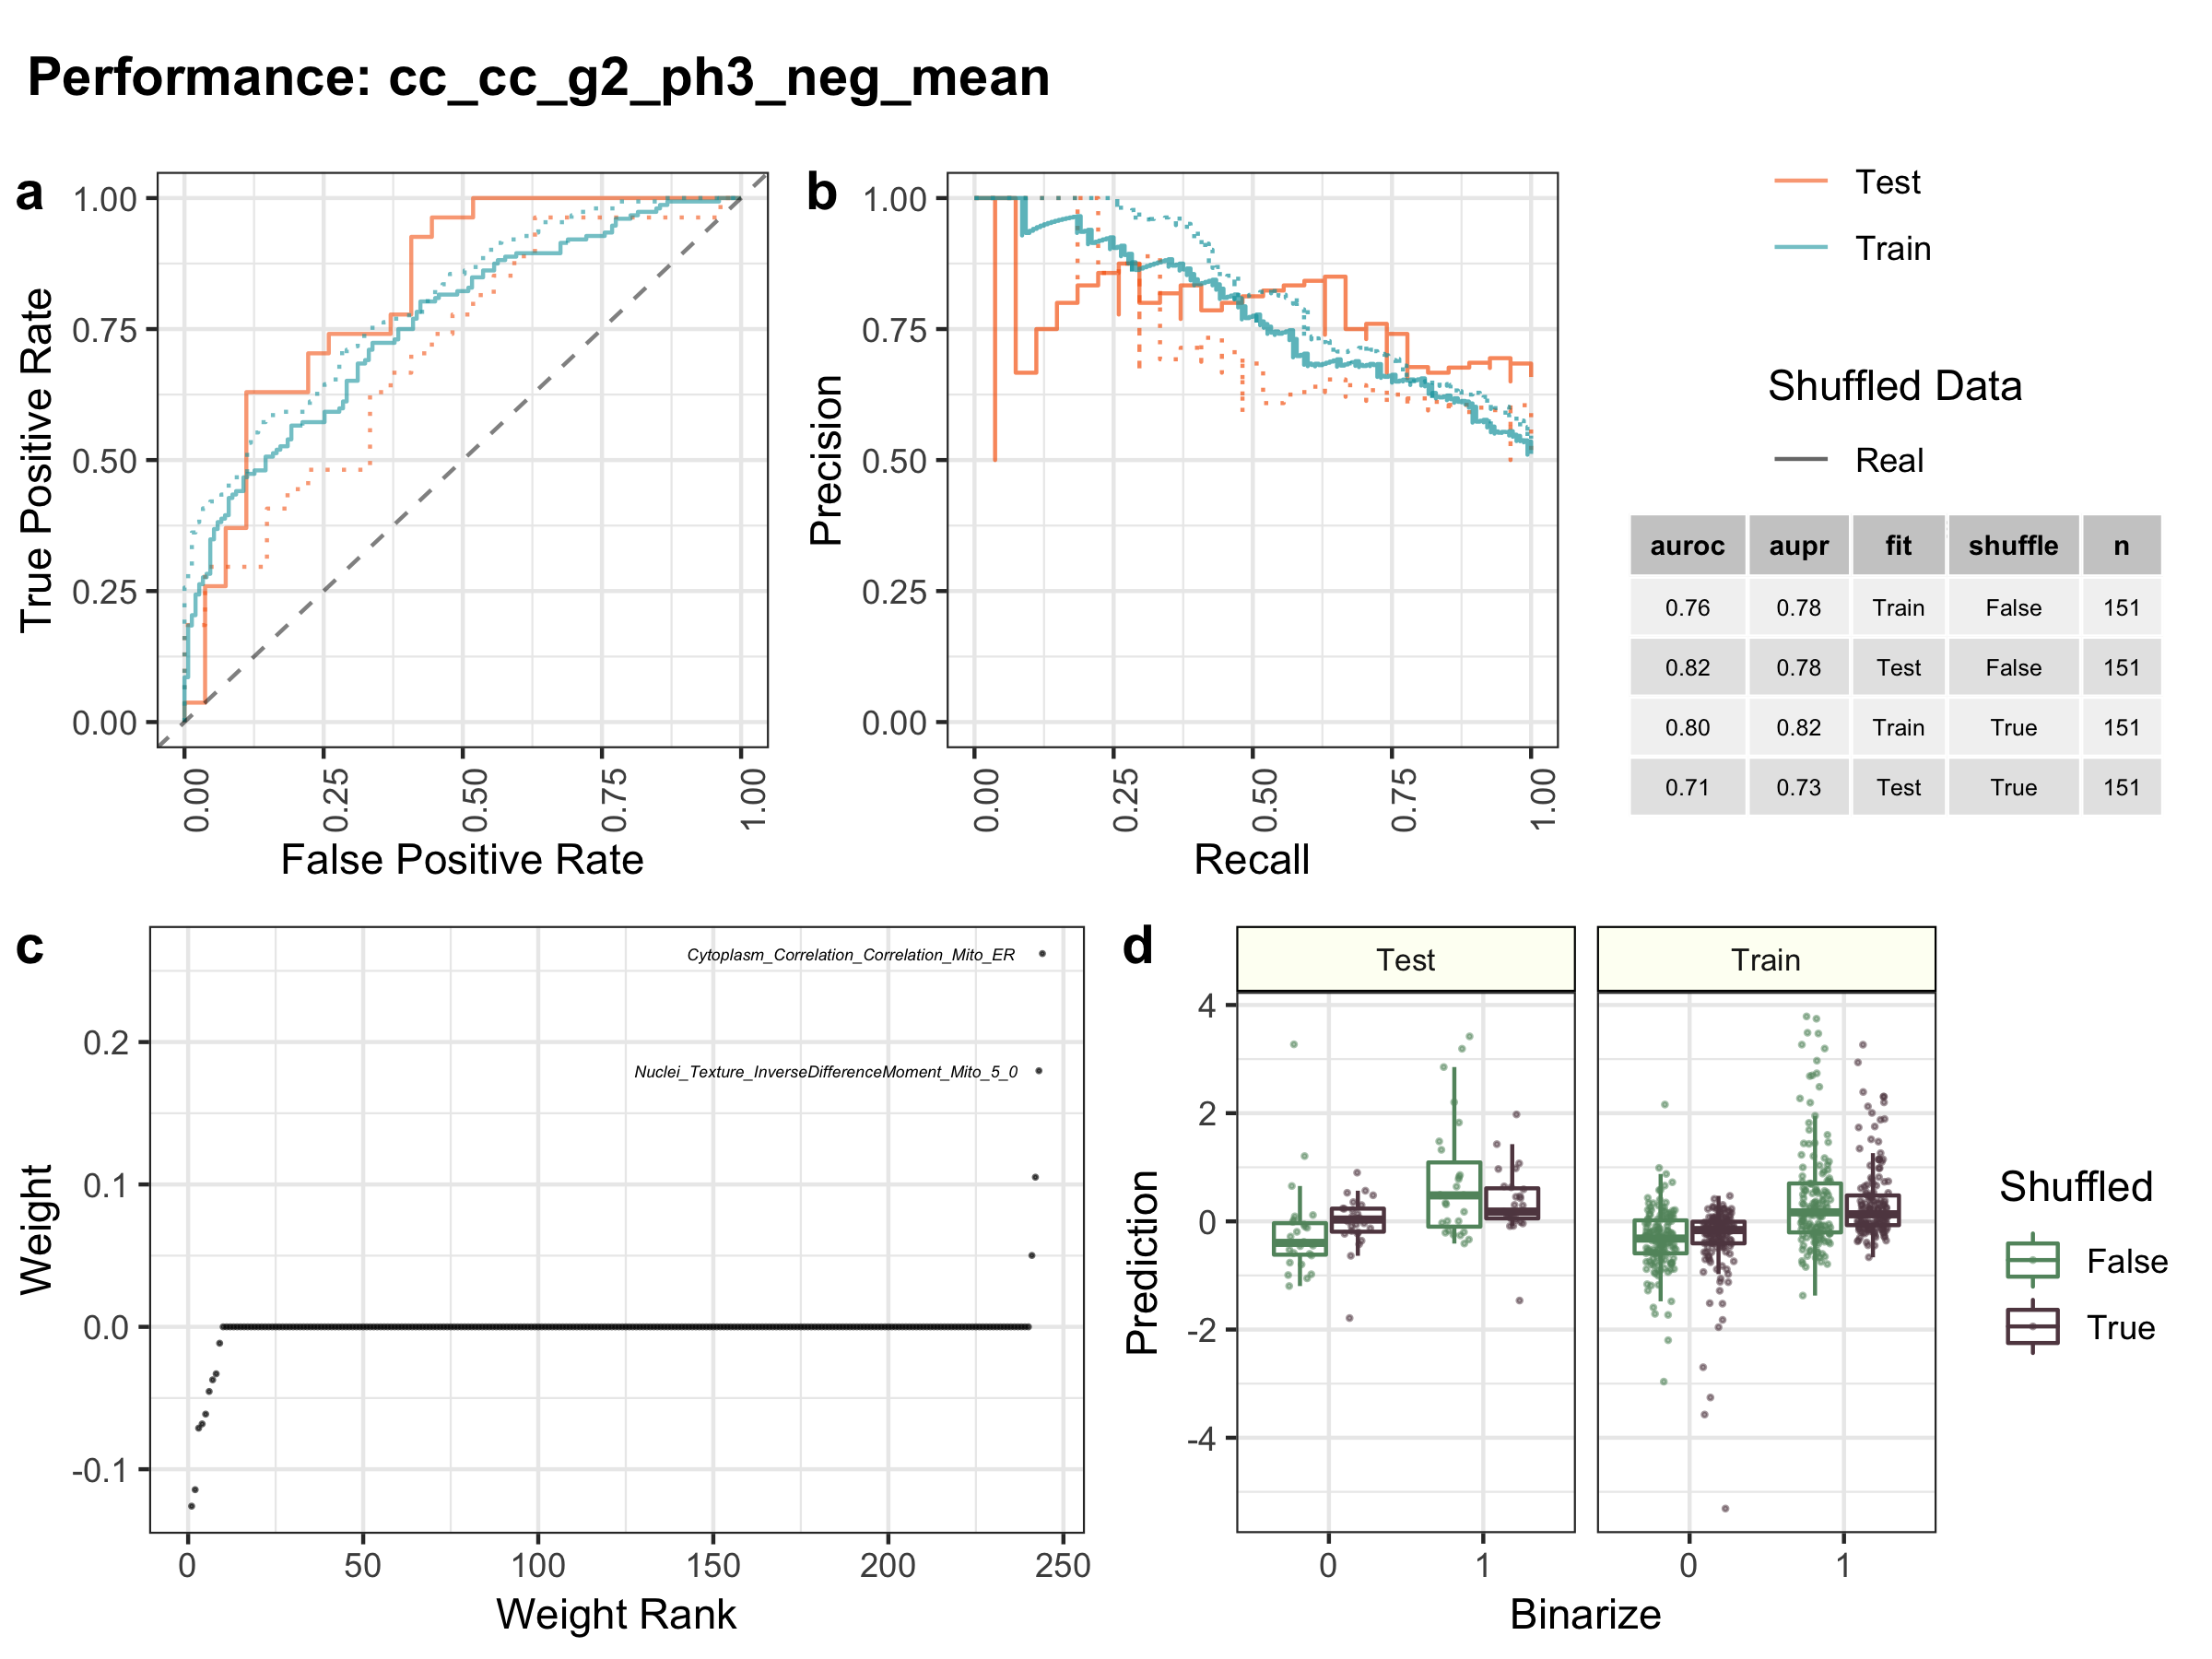 Performance: cc_cc_g2_ph3_neg_mean
a
1.00
0.75
0.50
0.25
0.00
True Positive Rate
0.00 0.25 0.50 0.75 1.00
False Positive Rate
b
1.00
0.75
0.50
0.25
0.00
Precision
0.00 0.25 0.50 0.75 1.00
Recall
Test
Train
Shuffled Data
Real
auroc aupr fit shuffle n
0.76 0.78 Train False 151
0.82 0.78 Test False 151
0.80 0.82 Train True 151
0.71 0.73 Test True 151
c
Cytoplasm_Correlation_Correlation_Mito_ER
Nuclei_Texture_InverseDifferenceMoment_Mito_5_0
0.2
0.1
0.0
-0.1
Weight
0 50 100 150 200 250
Weight Rank
d
Test Train
4
2
0
-2
-4
Prediction
0 1 0 1
Binarize
Shuffled
False
True